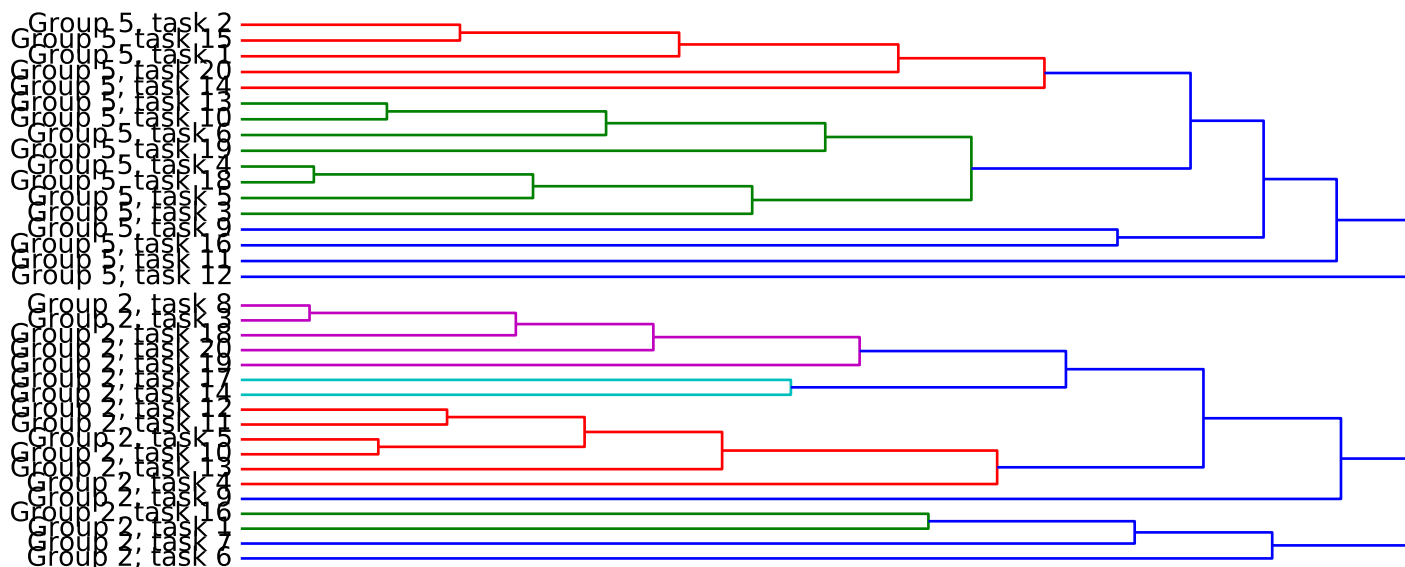 Group 5, task 2
Group 5, task 15
Group 5, task 1
Group 5, task 20
Group 5, task 14
Group 5, task 13
Group 5, task 10
Group 5, task 6
Group 5, task 19
Group 5, task 4
Group 5, task 18
Group 5, task 5
Group 5, task 3
Group 5, task 9
Group 5, task 16
Group 5, task 11
Group 5, task 12
Group 2, task 8
Group 2, task 3
Group 2, task 18
Group 2, task 20
Group 2, task 19
Group 2, task 17
Group 2, task 14
Group 2, task 12
Group 2, task 11
Group 2, task 5
Group 2, task 10
Group 2, task 13
Group 2, task 4
Group 2, task 9
Group 2, task 16
Group 2, task 1
Group 2, task 7
Group 2, task 6